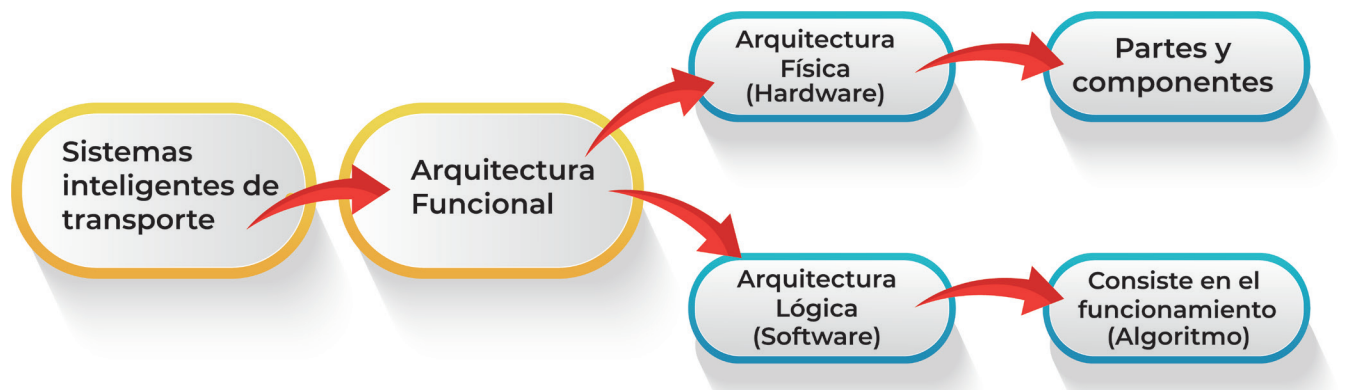 Sistemas
inteligentes de
transporte
Arquitectura
Funcional
Arquitectura
Física
(Hardware)
Partes y
componentes
Arquitectura
Lógica
(Software)
Consiste en el
funcionamiento
(Algoritmo)